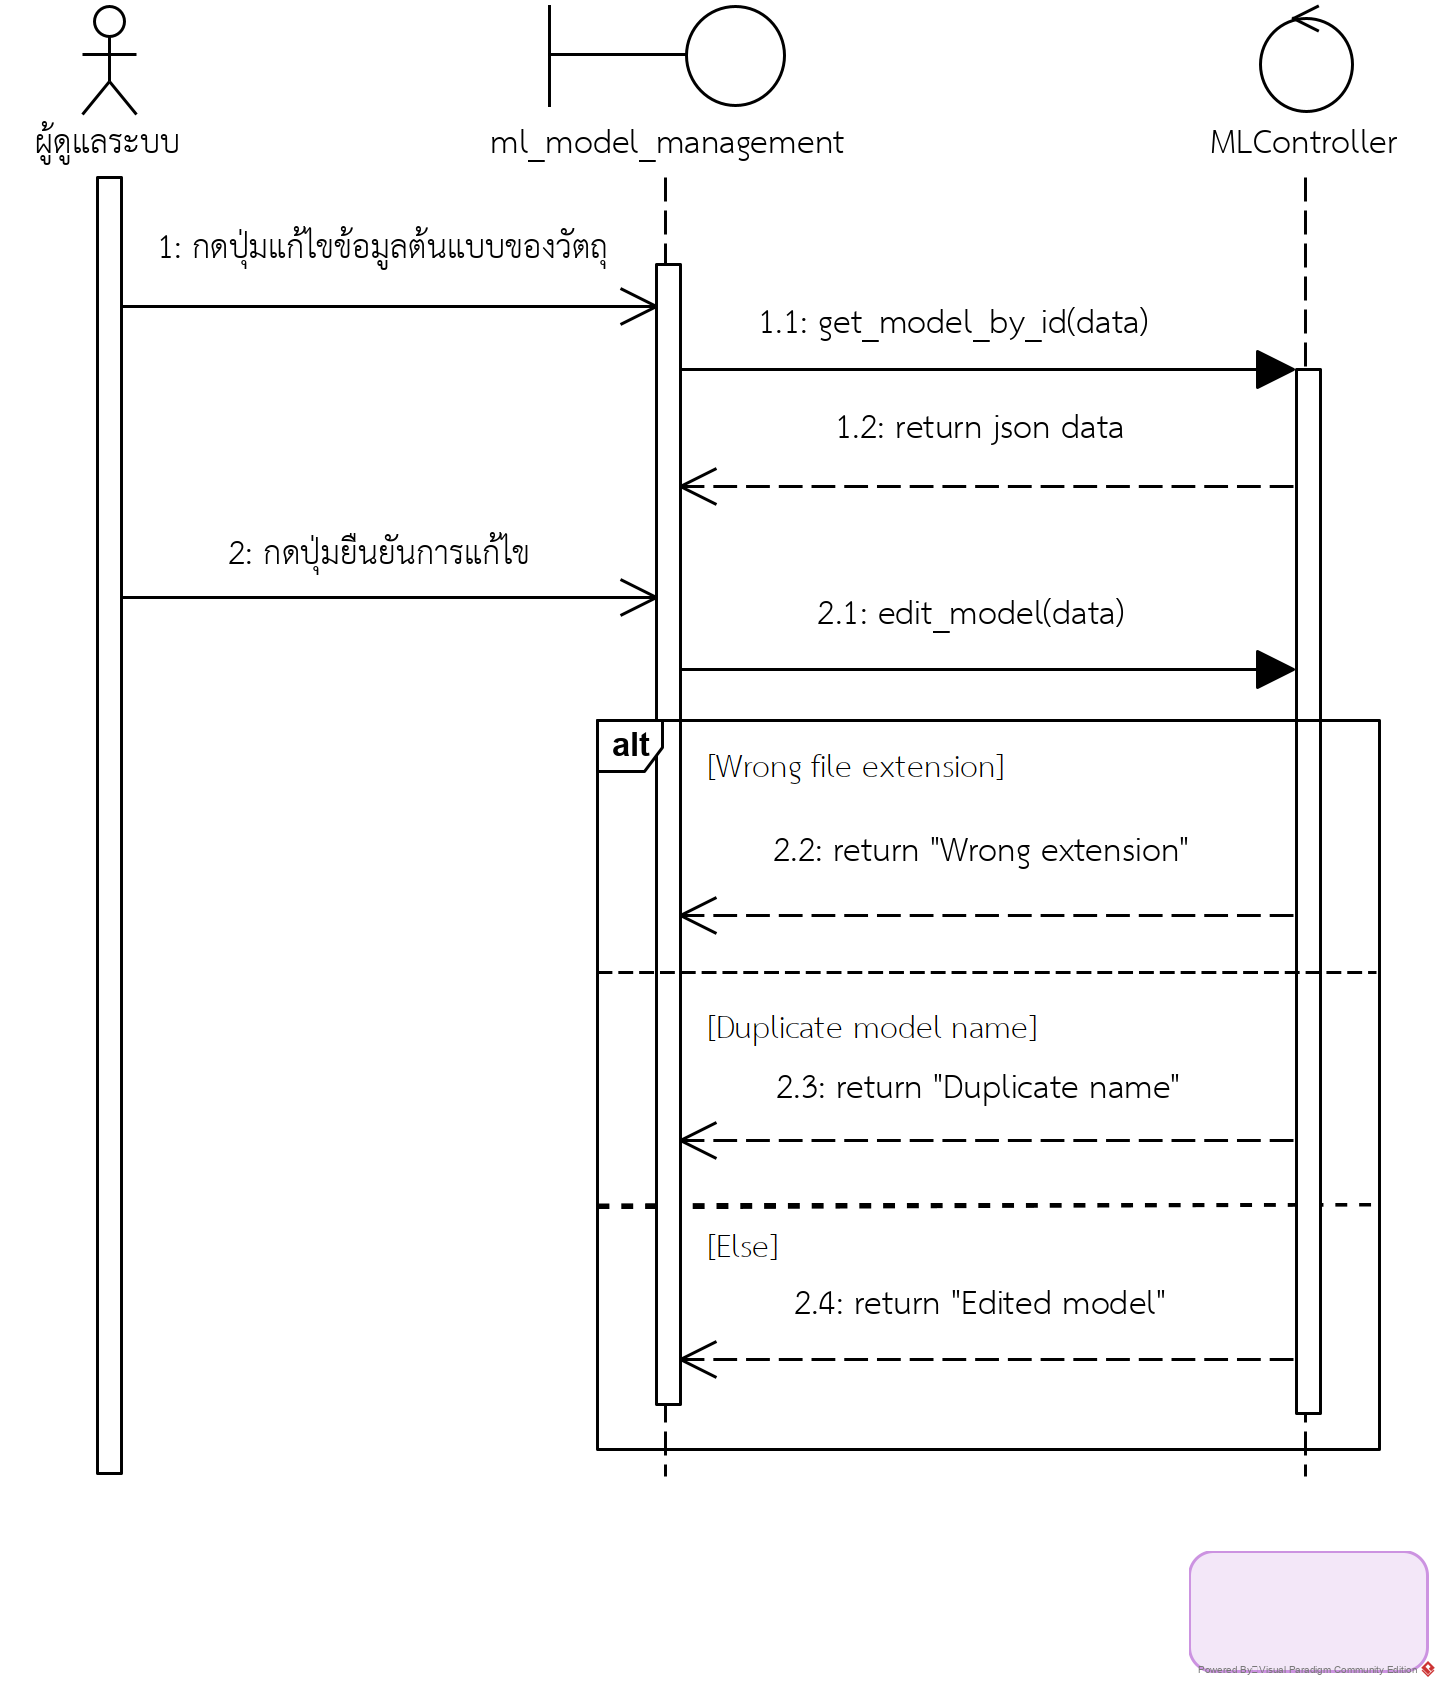 ผู้ดูแลระบบ
ml_model_management
MLController
1: กดปุ่มแก้ไขข้อมูลต้นแบบของวัตถุ
1.1: get_model_by_id(data)
1.2: return json data
2: กดปุ่มยืนยันการแก้ไข
2.1: edit_model(data)
alt
[Wrong file extension]
2.2: return "Wrong extension"
[Duplicate model name]
2.3: return "Duplicate name"
[Else]
2.4: return "Edited model"
Powered By Visual Paradigm Community Edition